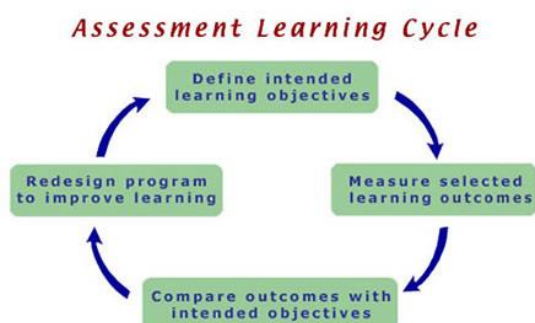 Assessment Learning Cycle
Define intended
learning objectives
Measure selected
learning outcomes
Compare outcomes with
intended objectives
Redesign program
to improve learning